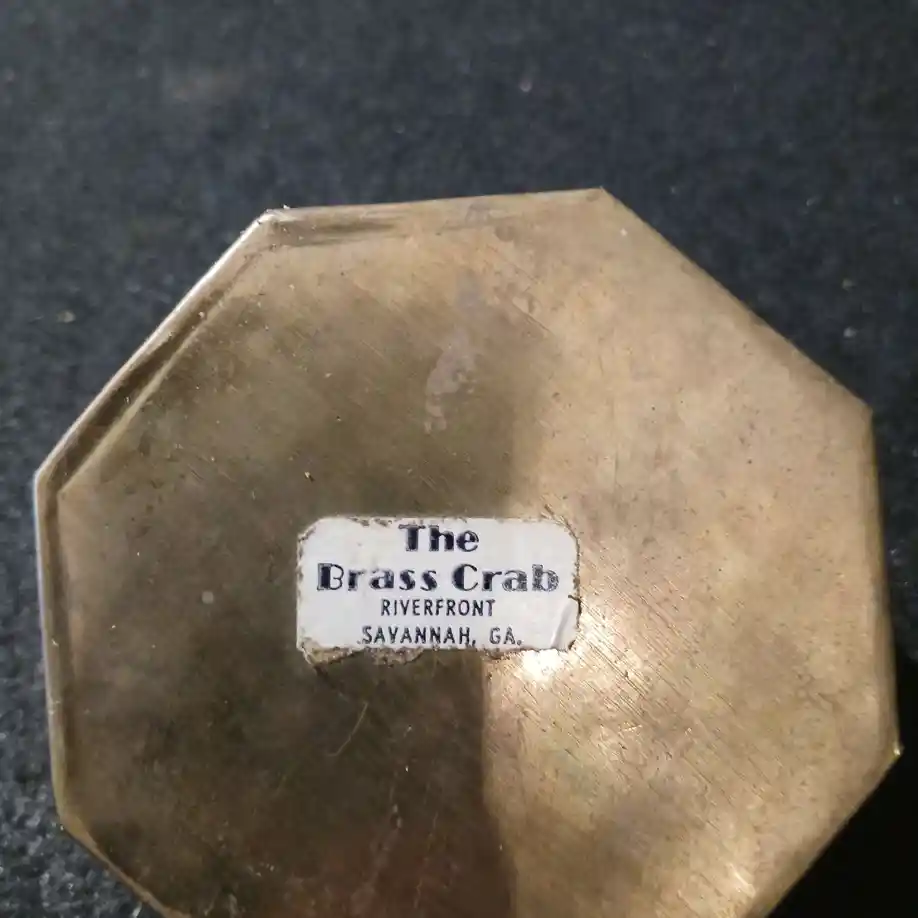 The
Brass Crab
RIVERFRONT
SAVANNAH, GA.